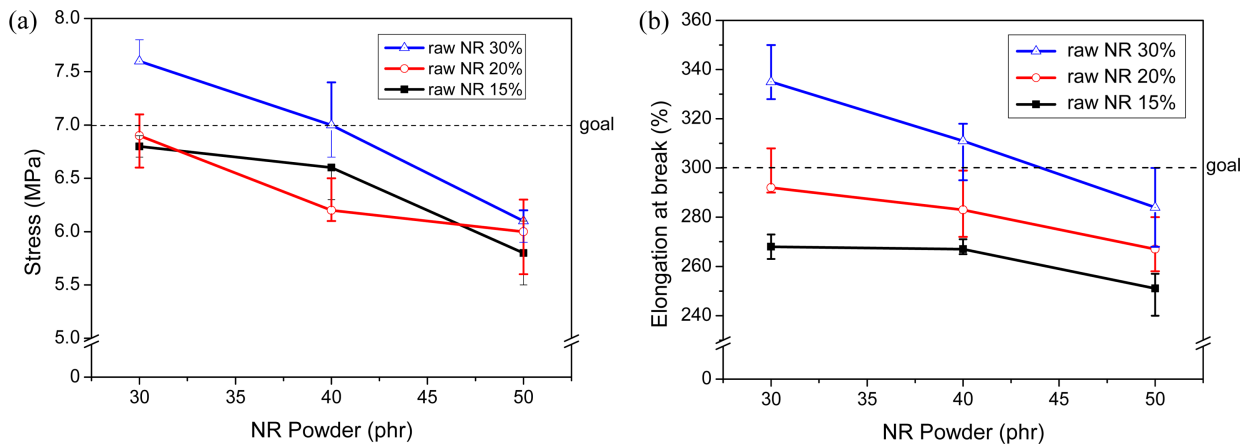 (a)
8.0
7.5
7.0
6.5
6.0
5.5
5.0
0
Stress (MPa)
raw NR 30%
raw NR 20%
raw NR 15%
goal
30 35 40 45 50
NR Powder (phr)
(b)
360
340
320
300
280
260
240
0
Elongation at break (%)
raw NR 30%
raw NR 20%
raw NR 15%
goal
30 35 40 45 50
NR Powder (phr)